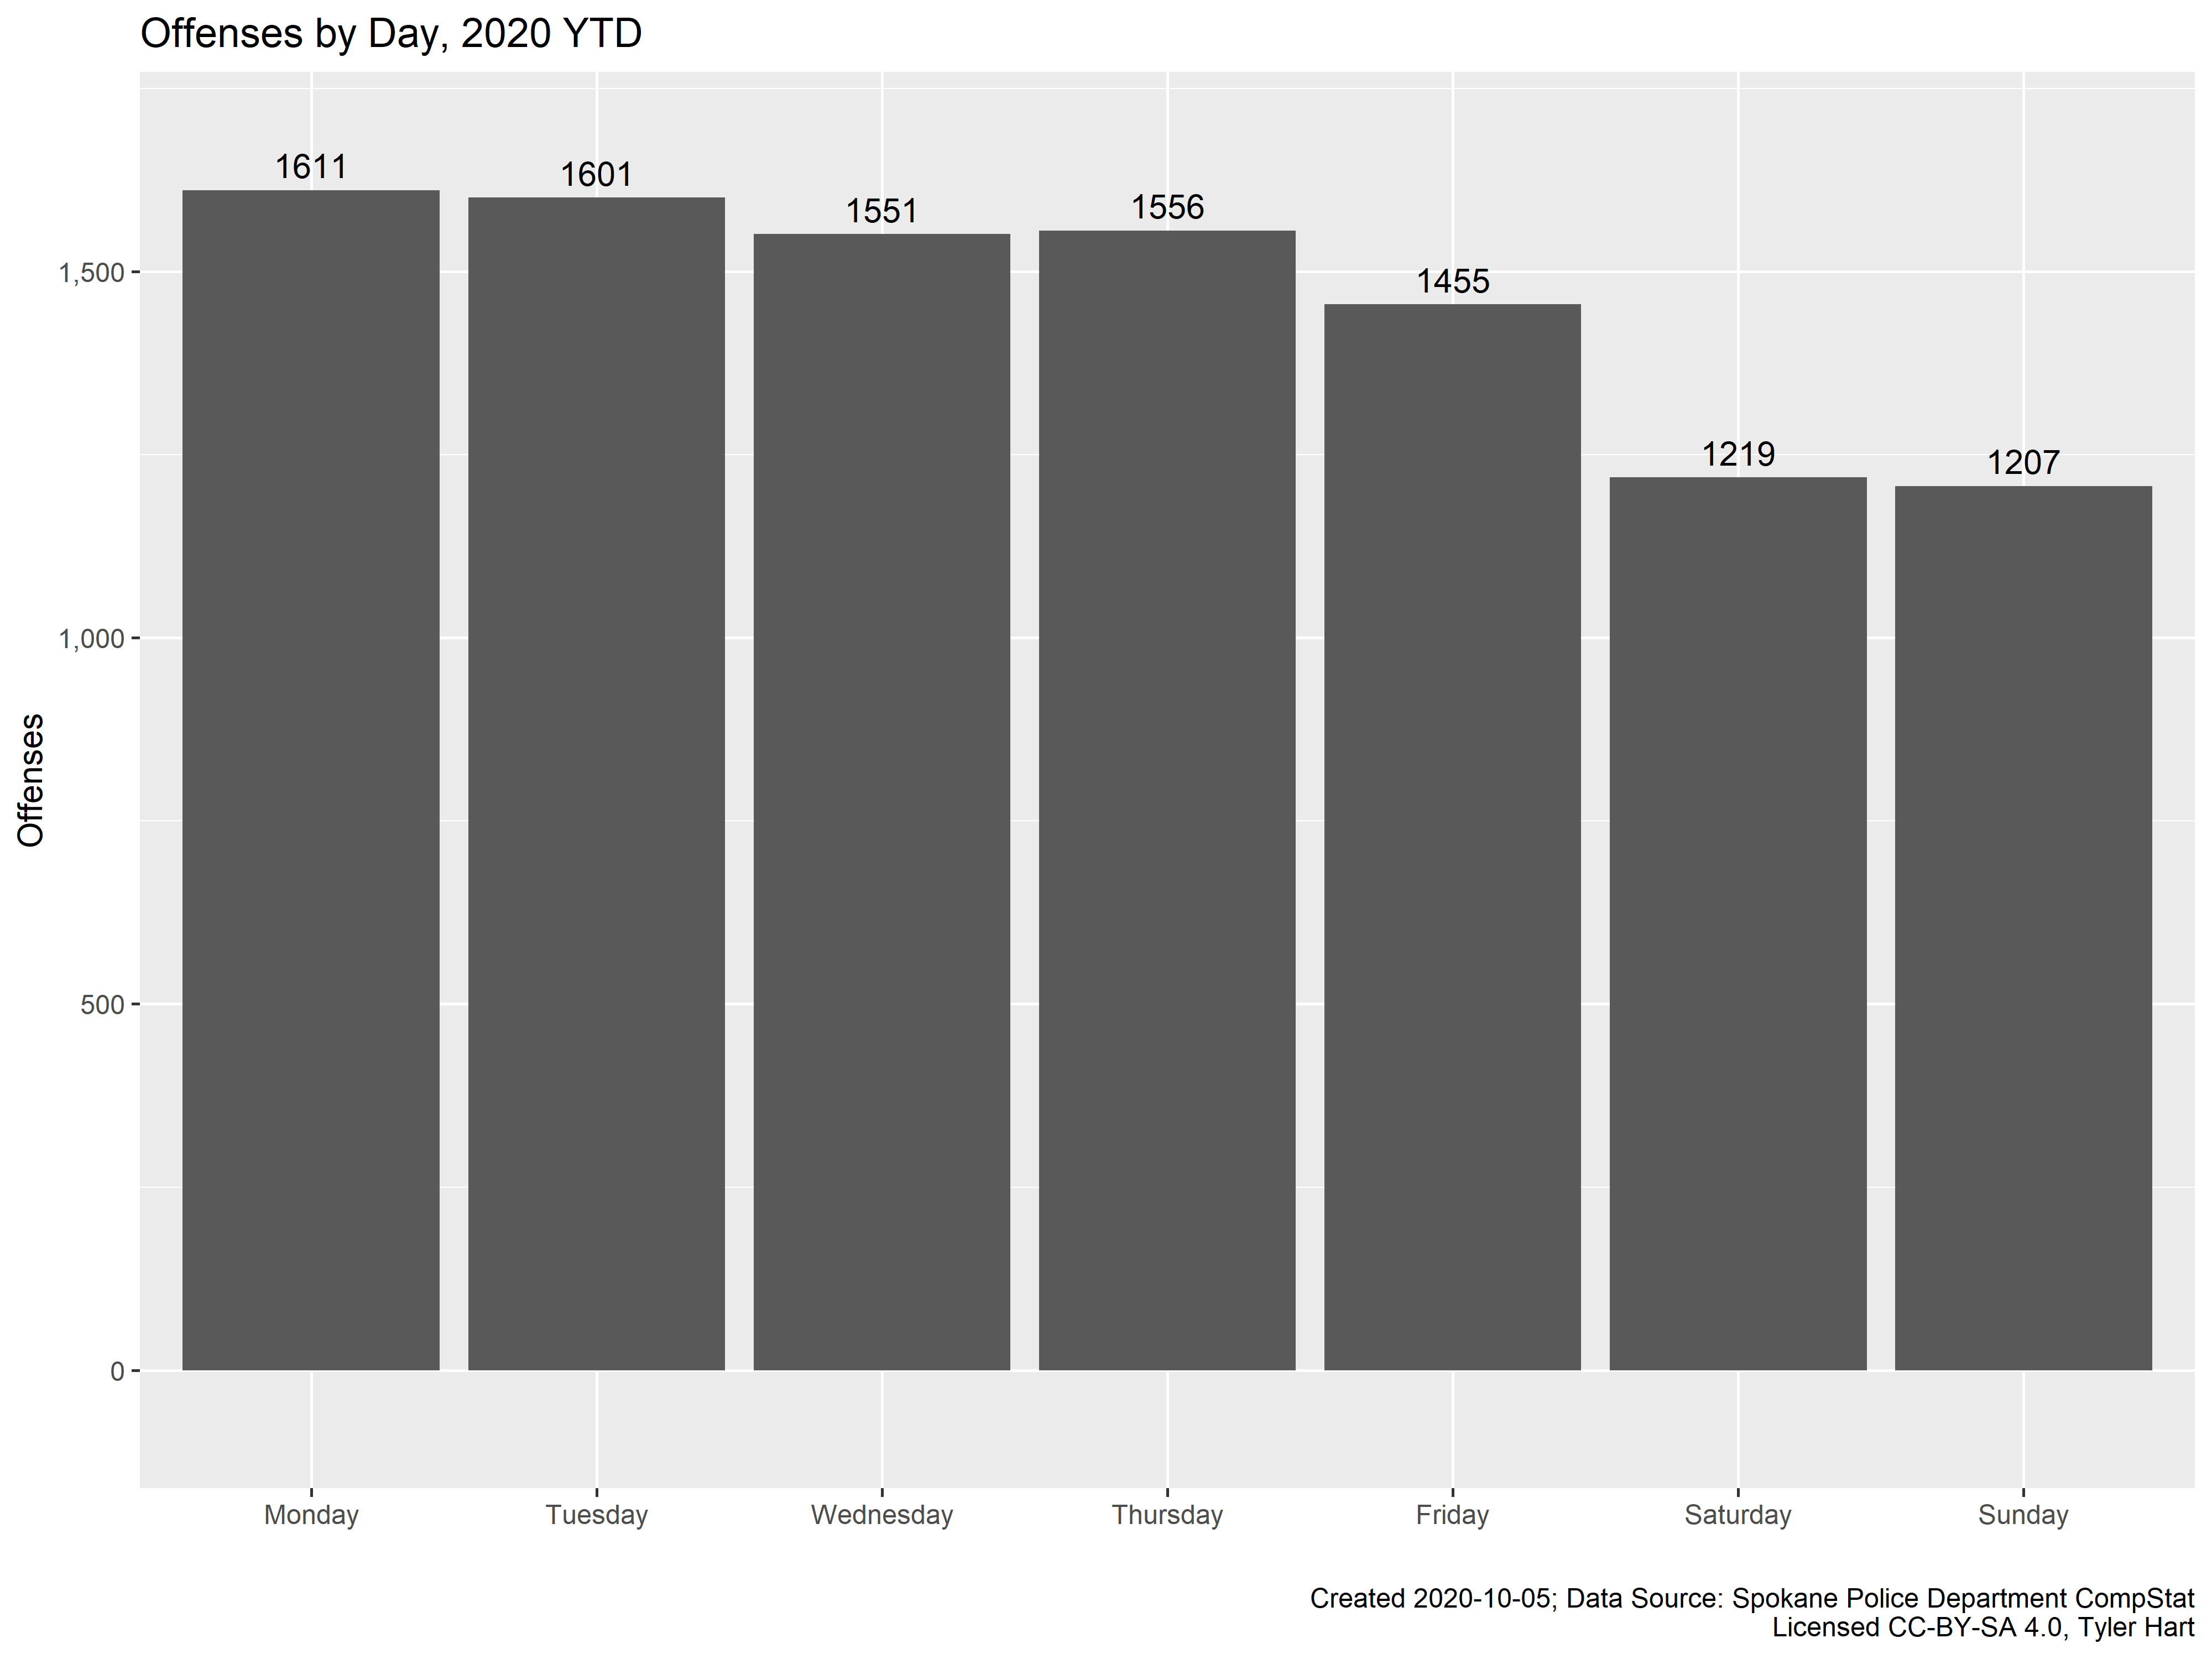 Offenses by Day, 2020 YTD
1611
1601
1551
1556
1455
1219
1207
1,500
1,000
500
0
Offenses
Monday
Tuesday
Wednesday
Thursday
Friday
Saturday
Sunday
Created 2020-10-05; Data Source: Spokane Police Department CompStat
Licensed CC-BY-SA 4.0, Tyler Hart